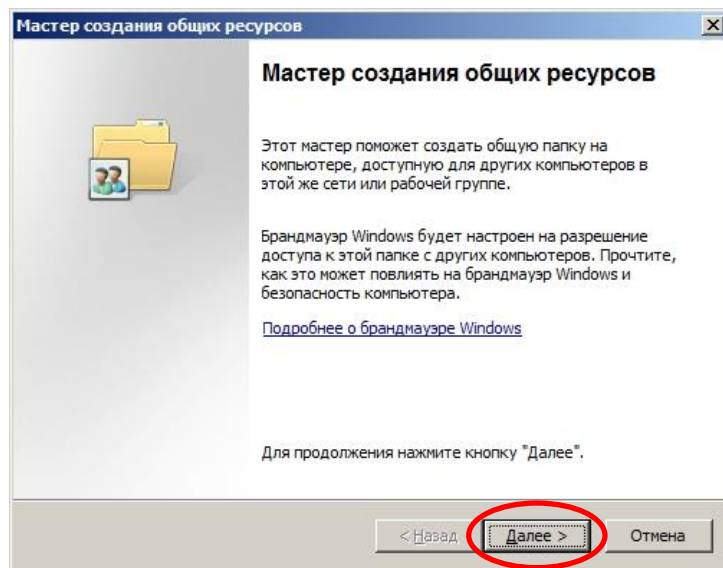 Мастер создания общих ресурсов
Мастер создания общих ресурсов
Этот мастер поможет создать общую папку на
компьютере, доступную для других компьютеров в
этой же сети или рабочей группе.
Брандмауэр Windows будет настроен на разрешение
доступа к этой папке с других компьютеров. Прочтите,
как это может повлиять на брандмауэр Windows и
безопасность компьютера.
Подробнее о брандмауэре Windows
Для продолжения нажмите кнопку "Далее".
< Назад Далее > Отмена